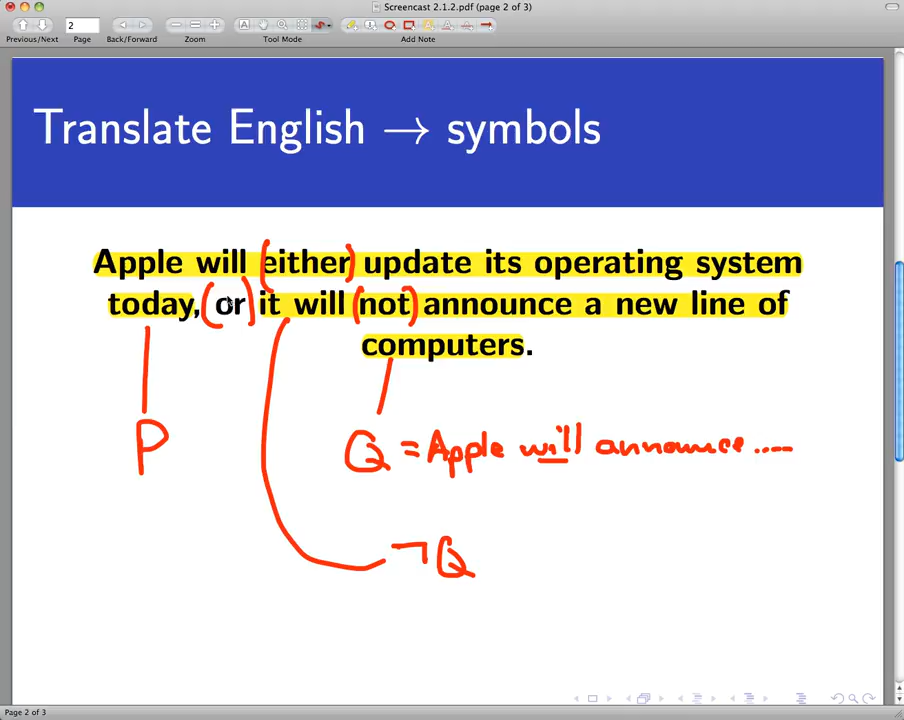 Screencast 2.1.2.pdf (page 2 of 3)
2
Previous/Next Page Back/Forward Zoom Tool Mode Add Note
Translate English → symbols
Apple will (either) update its operating system
today, (or) it will (not) announce a new line of
computers.
P
Q = Apple will announce .....
¬Q
Page 2 of 3